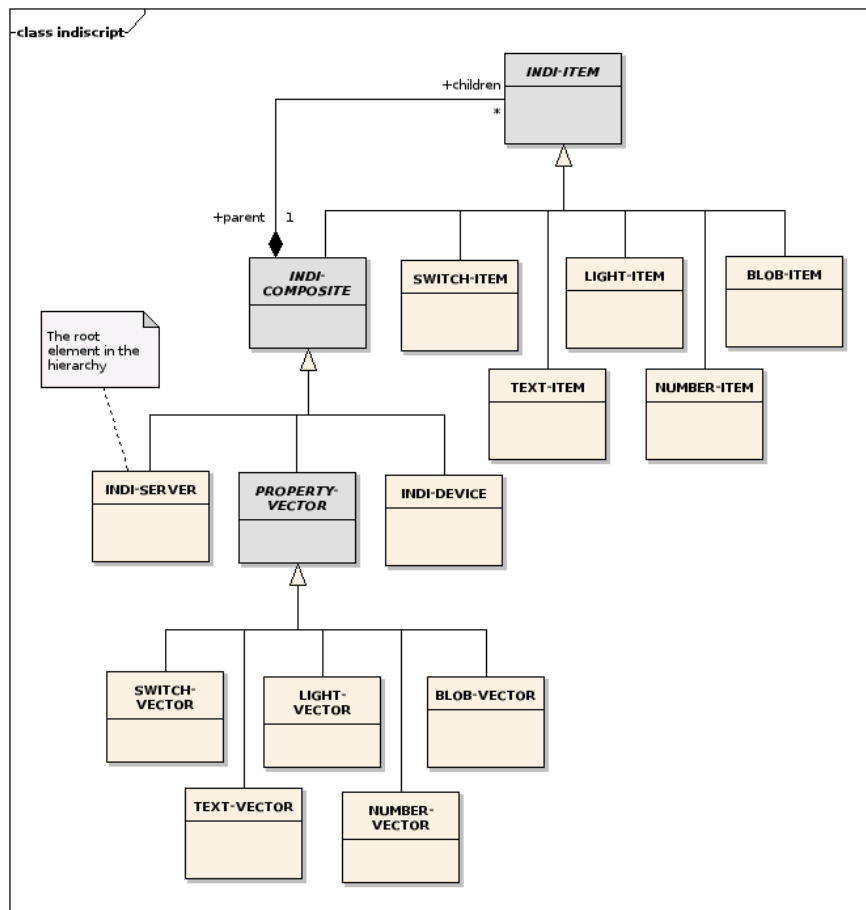 class indiscript
INDI-ITEM
+children
*
+parent 1
INDI-
COMPOSITE
SWITCH-ITEM
LIGHT-ITEM
BLOB-ITEM
The root
element in the
hierarchy
TEXT-ITEM
NUMBER-ITEM
INDI-SERVER
PROPERTY-
VECTOR
INDI-DEVICE
SWITCH-
VECTOR
LIGHT-
VECTOR
BLOB-VECTOR
TEXT-VECTOR
NUMBER-
VECTOR